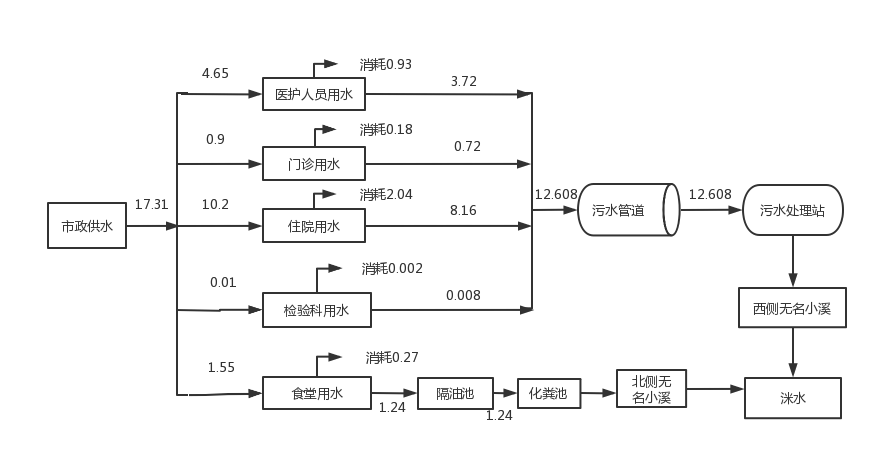 消耗0.93
4.65
3.72
医护人员用水
消耗0.18
0.9
0.72
门诊用水
消耗2.04
17.31
10.2
8.16
12.608
12.608
市政供水
住院用水
污水管道
污水处理站
消耗0.002
0.01
0.008
检验科用水
西侧无名小溪
消耗0.27
1.55
食堂用水
1.24
隔油池
1.24
化粪池
北侧无
名小溪
洣水